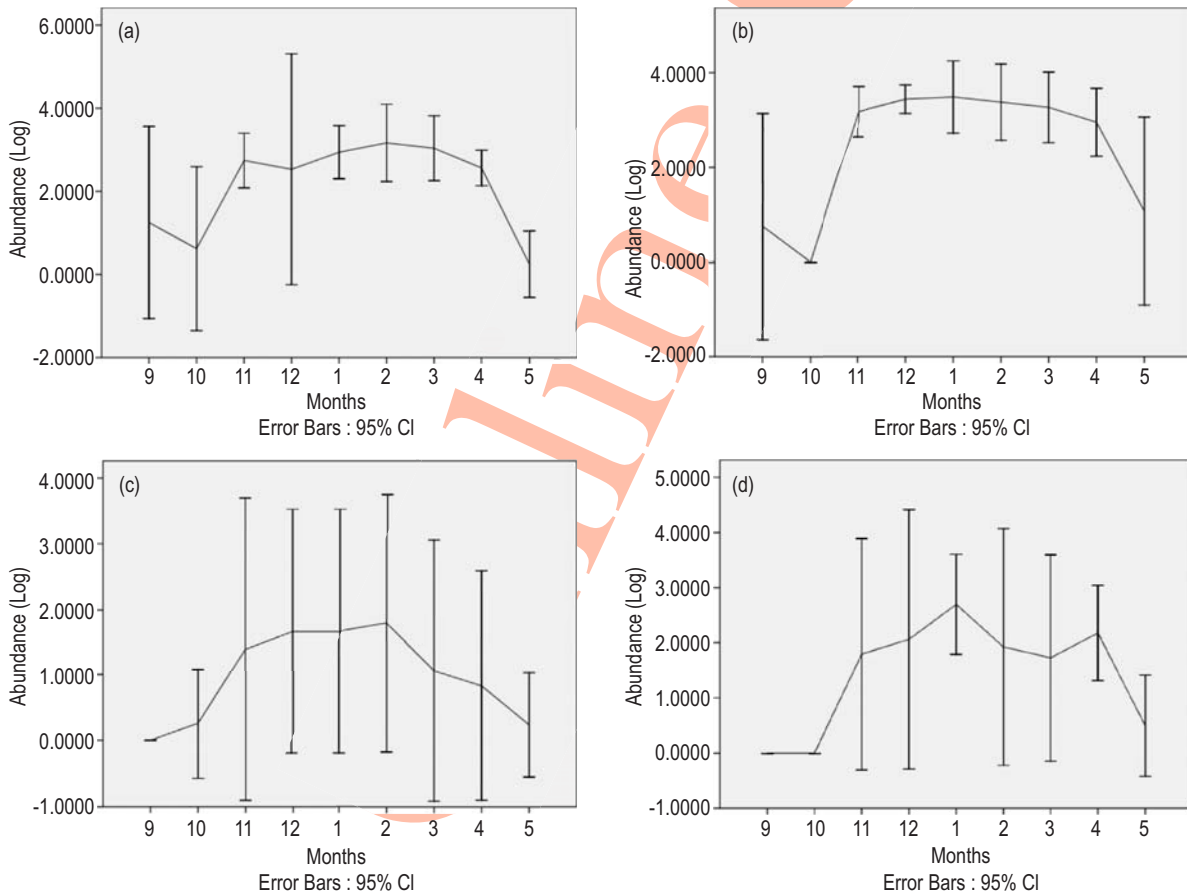 (a)
6.0000
4.0000
2.0000
0.0000
-2.0000
Abundance (Log)
9 10 11 12 1 2 3 4 5
Months
Error Bars : 95% CI
(b)
4.0000
2.0000
0.0000
-2.0000
Abundance (Log)
9 10 11 12 1 2 3 4 5
Months
Error Bars : 95% CI
(c)
4.0000
3.0000
2.0000
1.0000
0.0000
-1.0000
Abundance (Log)
9 10 11 12 1 2 3 4 5
Months
Error Bars : 95% CI
(d)
5.0000
4.0000
3.0000
2.0000
1.0000
0.0000
-1.0000
Abundance (Log)
9 10 11 12 1 2 3 4 5
Months
Error Bars : 95% CI